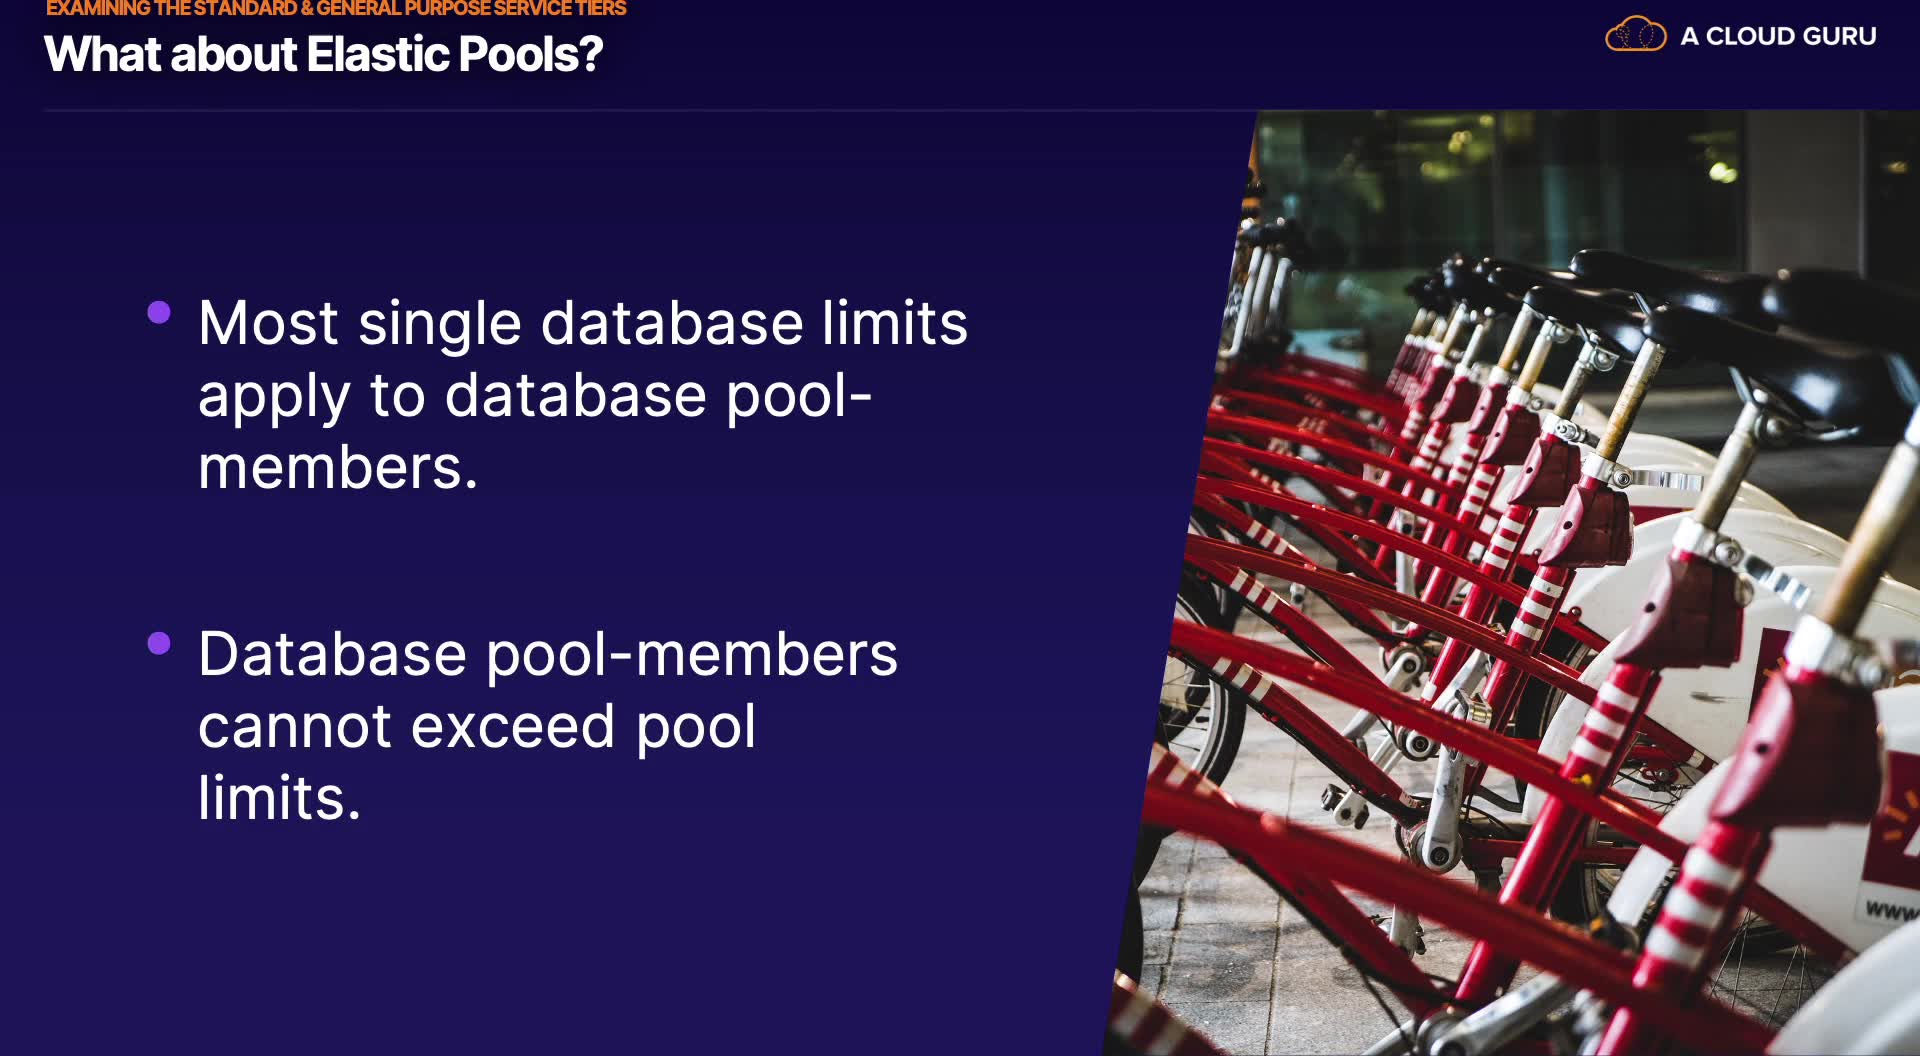 EXAMINING THE STANDARD & GENERAL PURPOSE SERVICE TIERS
What about Elastic Pools?
A CLOUD GURU
Most single database limits
apply to database pool-
members.
Database pool-members
cannot exceed pool
limits.
www